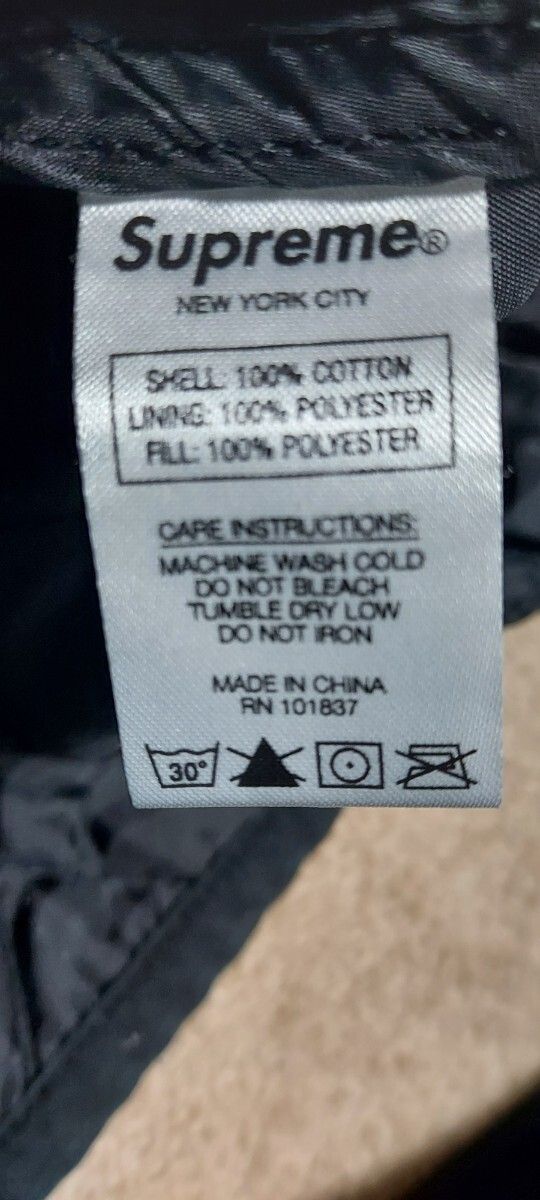 Supreme®
NEW YORK CITY
SHELL: 100% COTTON
LINING: 100% POLYESTER
FILL: 100% POLYESTER
CARE INSTRUCTIONS:
MACHINE WASH COLD
DO NOT BLEACH
TUMBLE DRY LOW
DO NOT IRON
MADE IN CHINA
RN 101837
30°